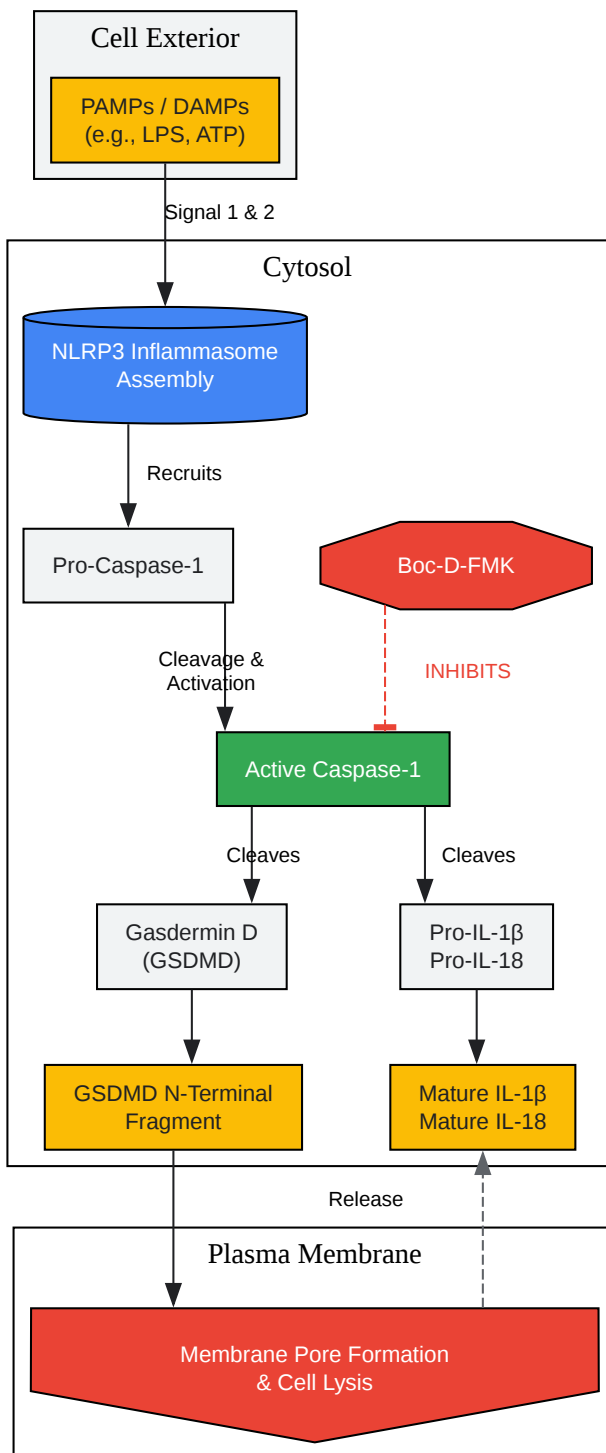 Cell Exterior
PAMPs / DAMPs
(e.g., LPS, ATP)
Signal 1 & 2
Cytosol
NLRP3 Inflammasome
Assembly
Recruits
Pro-Caspase-1
Boc-D-FMK
Cleavage &
Activation
INHIBITS
Active Caspase-1
Cleaves
Cleaves
Gasdermin D
(GSDMD)
Pro-IL-1β
Pro-IL-18
GSDMD N-Terminal
Fragment
Mature IL-1β
Mature IL-18
Release
Plasma Membrane
Membrane Pore Formation
& Cell Lysis